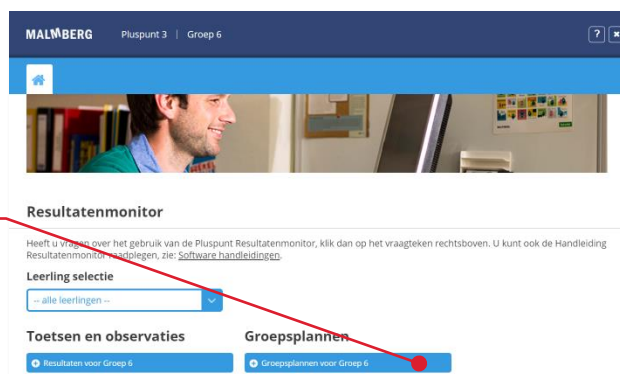 MALMBERG Pluspunt 3 | Groep 6 ?
Resultatenmonitor
Heeft u vragen over het gebruik van de Pluspunt Resultatenmonitor, klik dan op het vraagteken rechtsboven. U kunt ook de Handleiding
Resultatenmonitor raadplegen, zie: Software handleidingen.
Leerling selectie
-- alle leerlingen --
Toetsen en observaties Groepsplannen
Resultaten voor Groep 6 Groepsplannen voor Groep 6